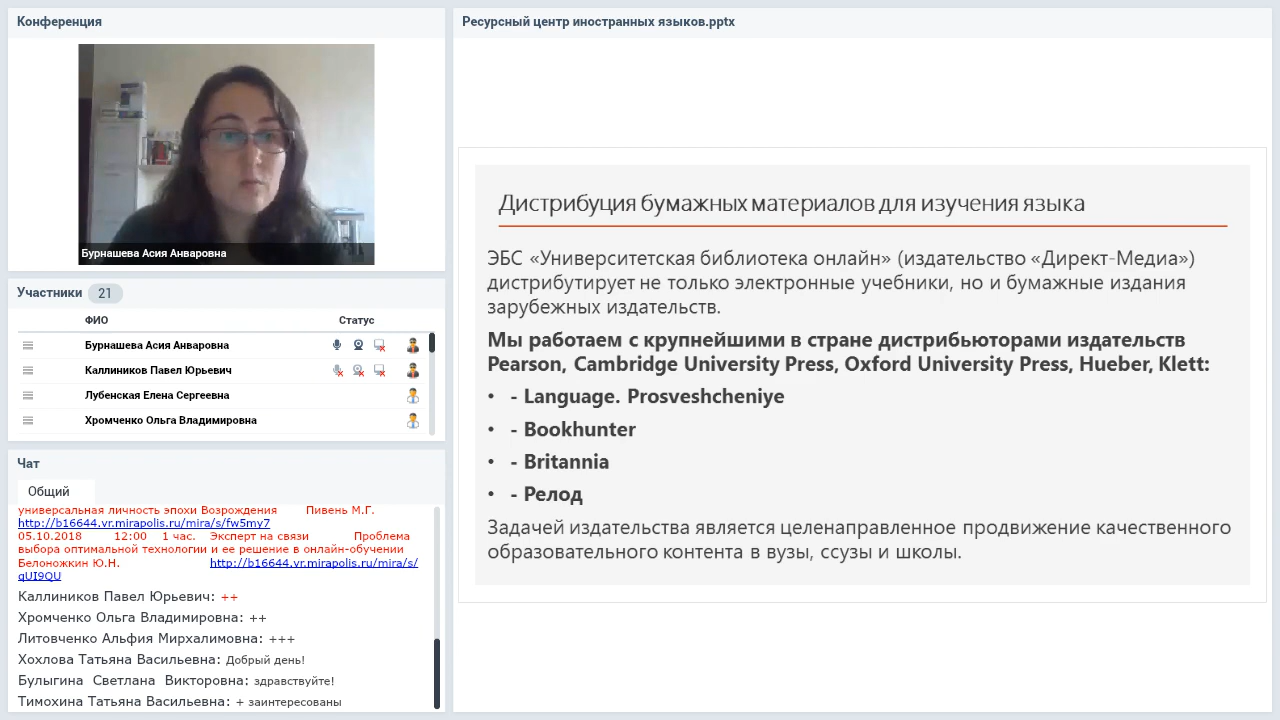 Конференция
Бурнашева Асия Анваровна
Участники 21
ФИО Статус
Бурнашева Асия Анваровна
Каллиников Павел Юрьевич
Лубенская Елена Сергеевна
Хромченко Ольга Владимировна
Чат
Общий
универсальная личность эпохи Возрождения Пивень М.Г.
http://b16644.vr.mirapolis.ru/mira/s/fw5my7
05.10.2018 12:00 1 час. Эксперт на связи Проблема
выбора оптимальной технологии и ее решение в онлайн-обучении
Белоножкин Ю.Н. http://b16644.vr.mirapolis.ru/mira/s/
qUI9QU
Каллиников Павел Юрьевич: ++
Хромченко Ольга Владимировна: ++
Литовченко Альфия Мирхалимовна: +++
Хохлова Татьяна Васильевна: Добрый день!
Булыгина Светлана Викторовна: здравствуйте!
Тимохина Татьяна Васильевна: + заинтересованы
Ресурсный центр иностранных языков.pptx
Дистрибуция бумажных материалов для изучения языка
ЭБС «Университетская библиотека онлайн» (издательство «Директ-Медиа»)
дистрибутирует не только электронные учебники, но и бумажные издания
зарубежных издательств.
Мы работаем с крупнейшими в стране дистрибьюторами издательств
Pearson, Cambridge University Press, Oxford University Press, Hueber, Klett:
• - Language. Prosveshcheniye
• - Bookhunter
• - Britannia
• - Релод
Задачей издательства является целенаправленное продвижение качественного
образовательного контента в вузы, ссузы и школы.